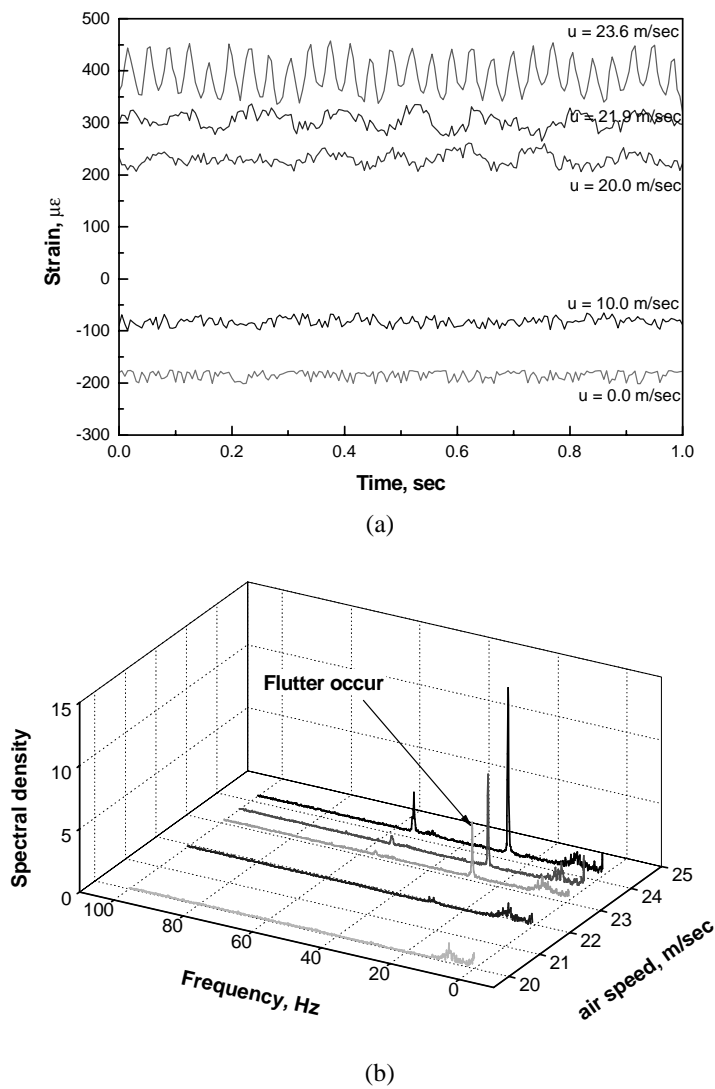 500
400
300
200
100
0
-100
-200
-300
Strain, με
u = 23.6 m/sec
u = 21.9 m/sec
u = 20.0 m/sec
u = 10.0 m/sec
u = 0.0 m/sec
0.0 0.2 0.4 0.6 0.8 1.0
Time, sec
(a)
Flutter occur
15
10
5
0
Spectral density
100 80 60 40 20 0
Frequency, Hz
20 21 22 23 24 25
air speed, m/sec
(b)